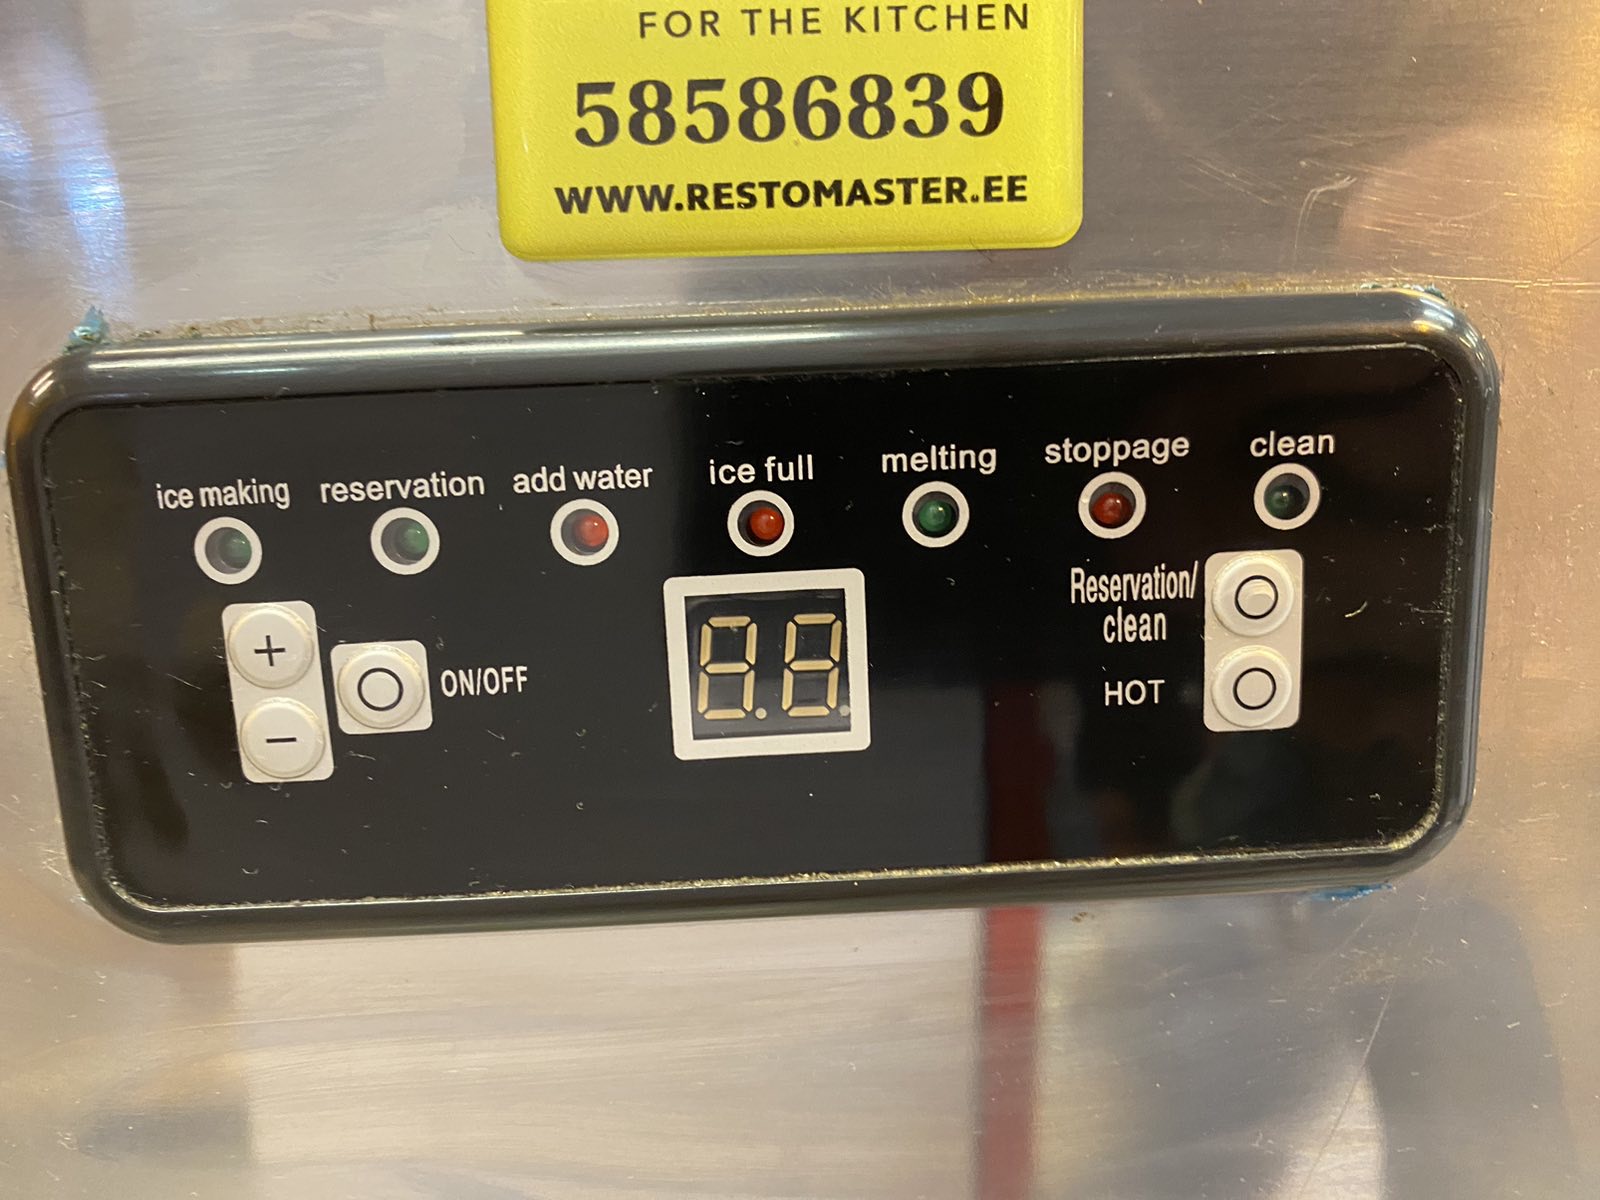 FOR THE KITCHEN
58586839
WWW.RESTOMASTER.EE
ice making
reservation
add water
ice full
melting
stoppage
clean
+
−
ON/OFF
Reservation/
clean
HOT